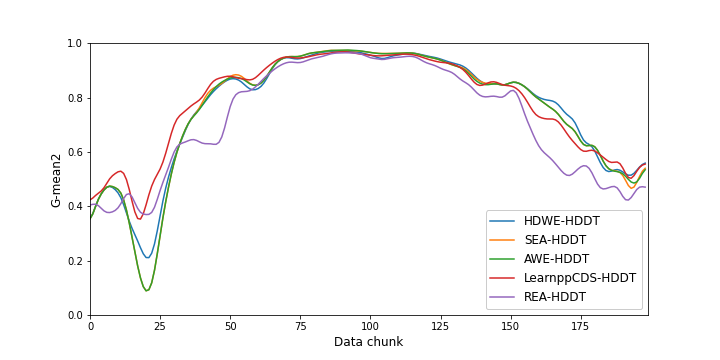 1.0
0.8
0.6
0.4
0.2
0.0
G-mean2
0
25
50
75
100
125
150
175
Data chunk
HDWE-HDDT
SEA-HDDT
AWE-HDDT
LearnppCDS-HDDT
REA-HDDT